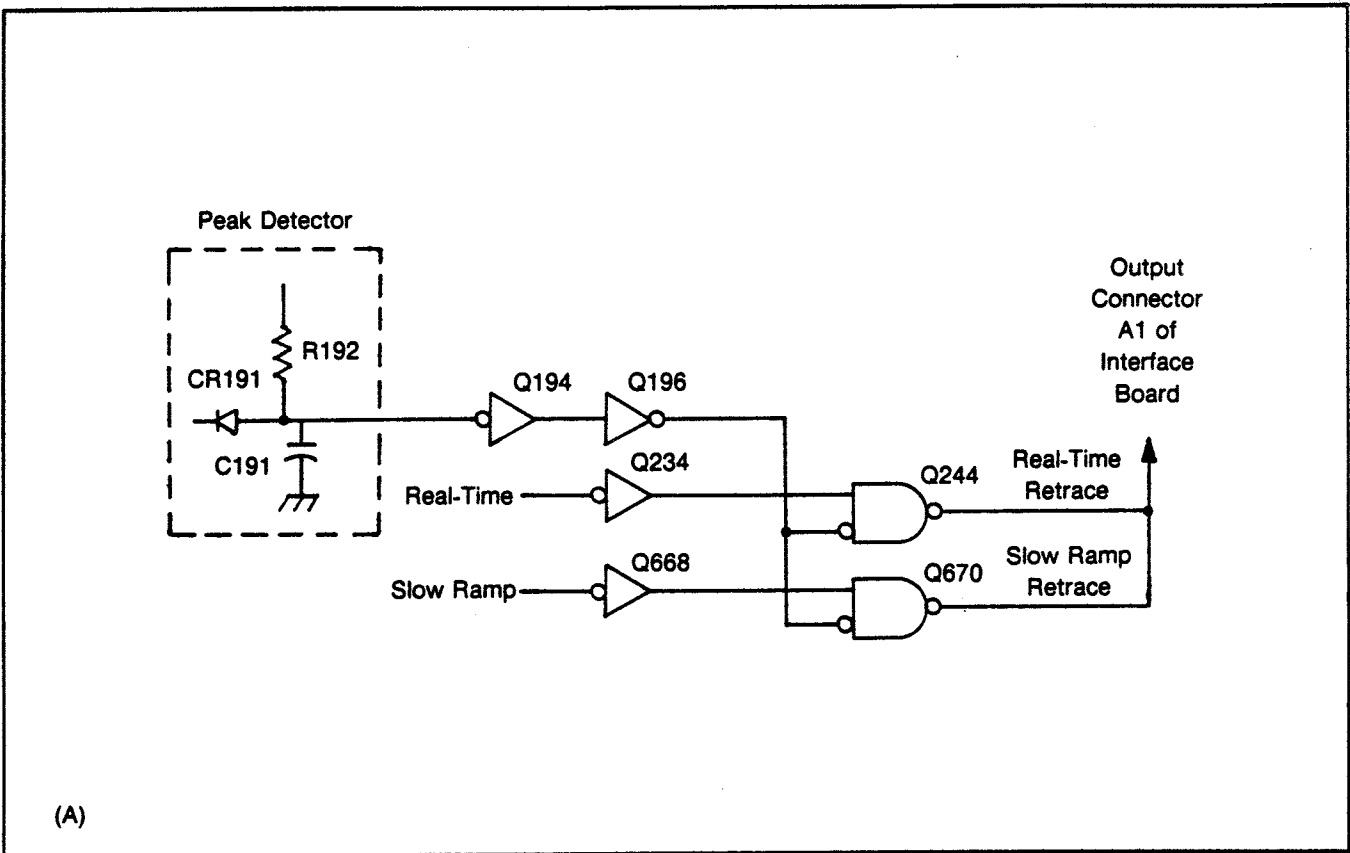 Peak Detector
R192
CR191
C191
Q194
Q196
Q234
Real-Time
Q668
Slow Ramp
Q244
Real-Time
Retrace
Q670
Slow Ramp
Retrace
Output
Connector
A1 of
Interface
Board
(A)